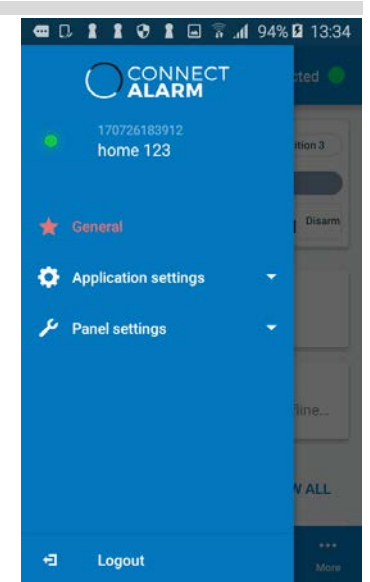 94% 13:34
CONNECT
ALARM
cted
170726183912
home 123
ition 3
General
Disarm
Application settings
Panel settings
fline...
W ALL
Logout
More